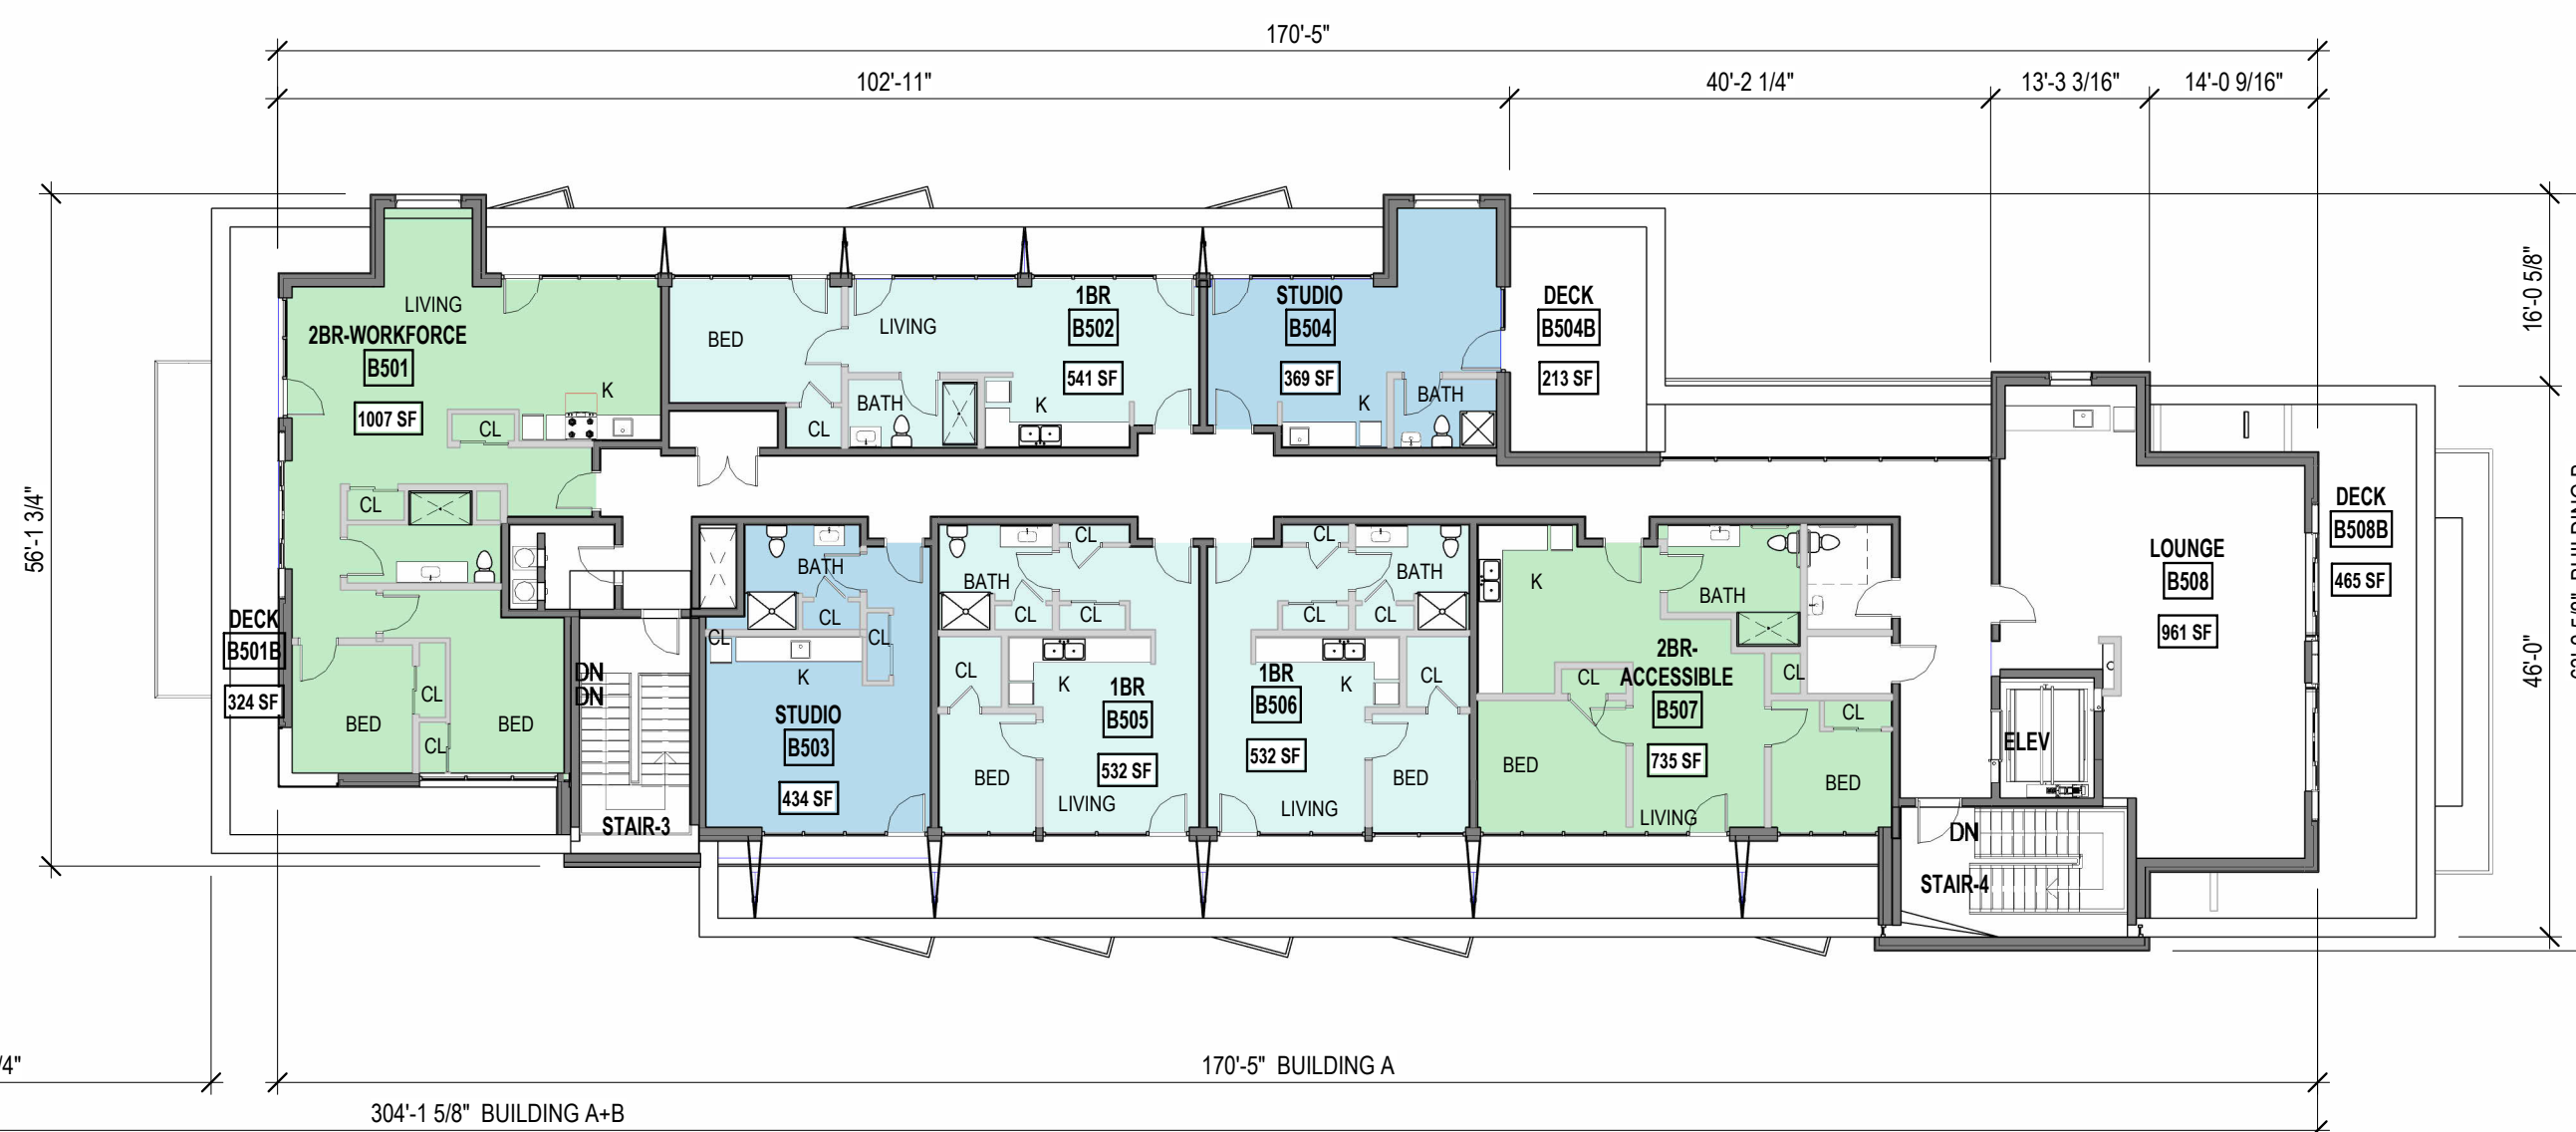 170'-5"
102'-11"
40'-2 1/4"
13'-3 3/16"
14'-0 9/16"
56'-1 3/4"
16'-0 5/8"
46'-0"
LIVING
2BR-WORKFORCE
B501
1007 SF
K
CL
CL
BED
CL
CL
BED
DECK
B501B
324 SF
BED
CL
LIVING
BATH
1BR
B502
541 SF
K
STUDIO
B504
369 SF
K
BATH
DECK
B504B
213 SF
DN
DN
STAIR-3
BATH
CL
CL
CL
K
STUDIO
B503
434 SF
BATH
CL
CL
CL
CL
K
1BR
B505
532 SF
BED
LIVING
CL
BATH
CL
CL
CL
K
1BR
B506
532 SF
LIVING
BED
K
BATH
CL
CL
2BR-
ACCESSIBLE
B507
735 SF
CL
BED
LIVING
BED
LOUNGE
B508
961 SF
ELEV
DN
STAIR-4
DECK
B508B
465 SF
/4"
170'-5" BUILDING A
304'-1 5/8" BUILDING A+B